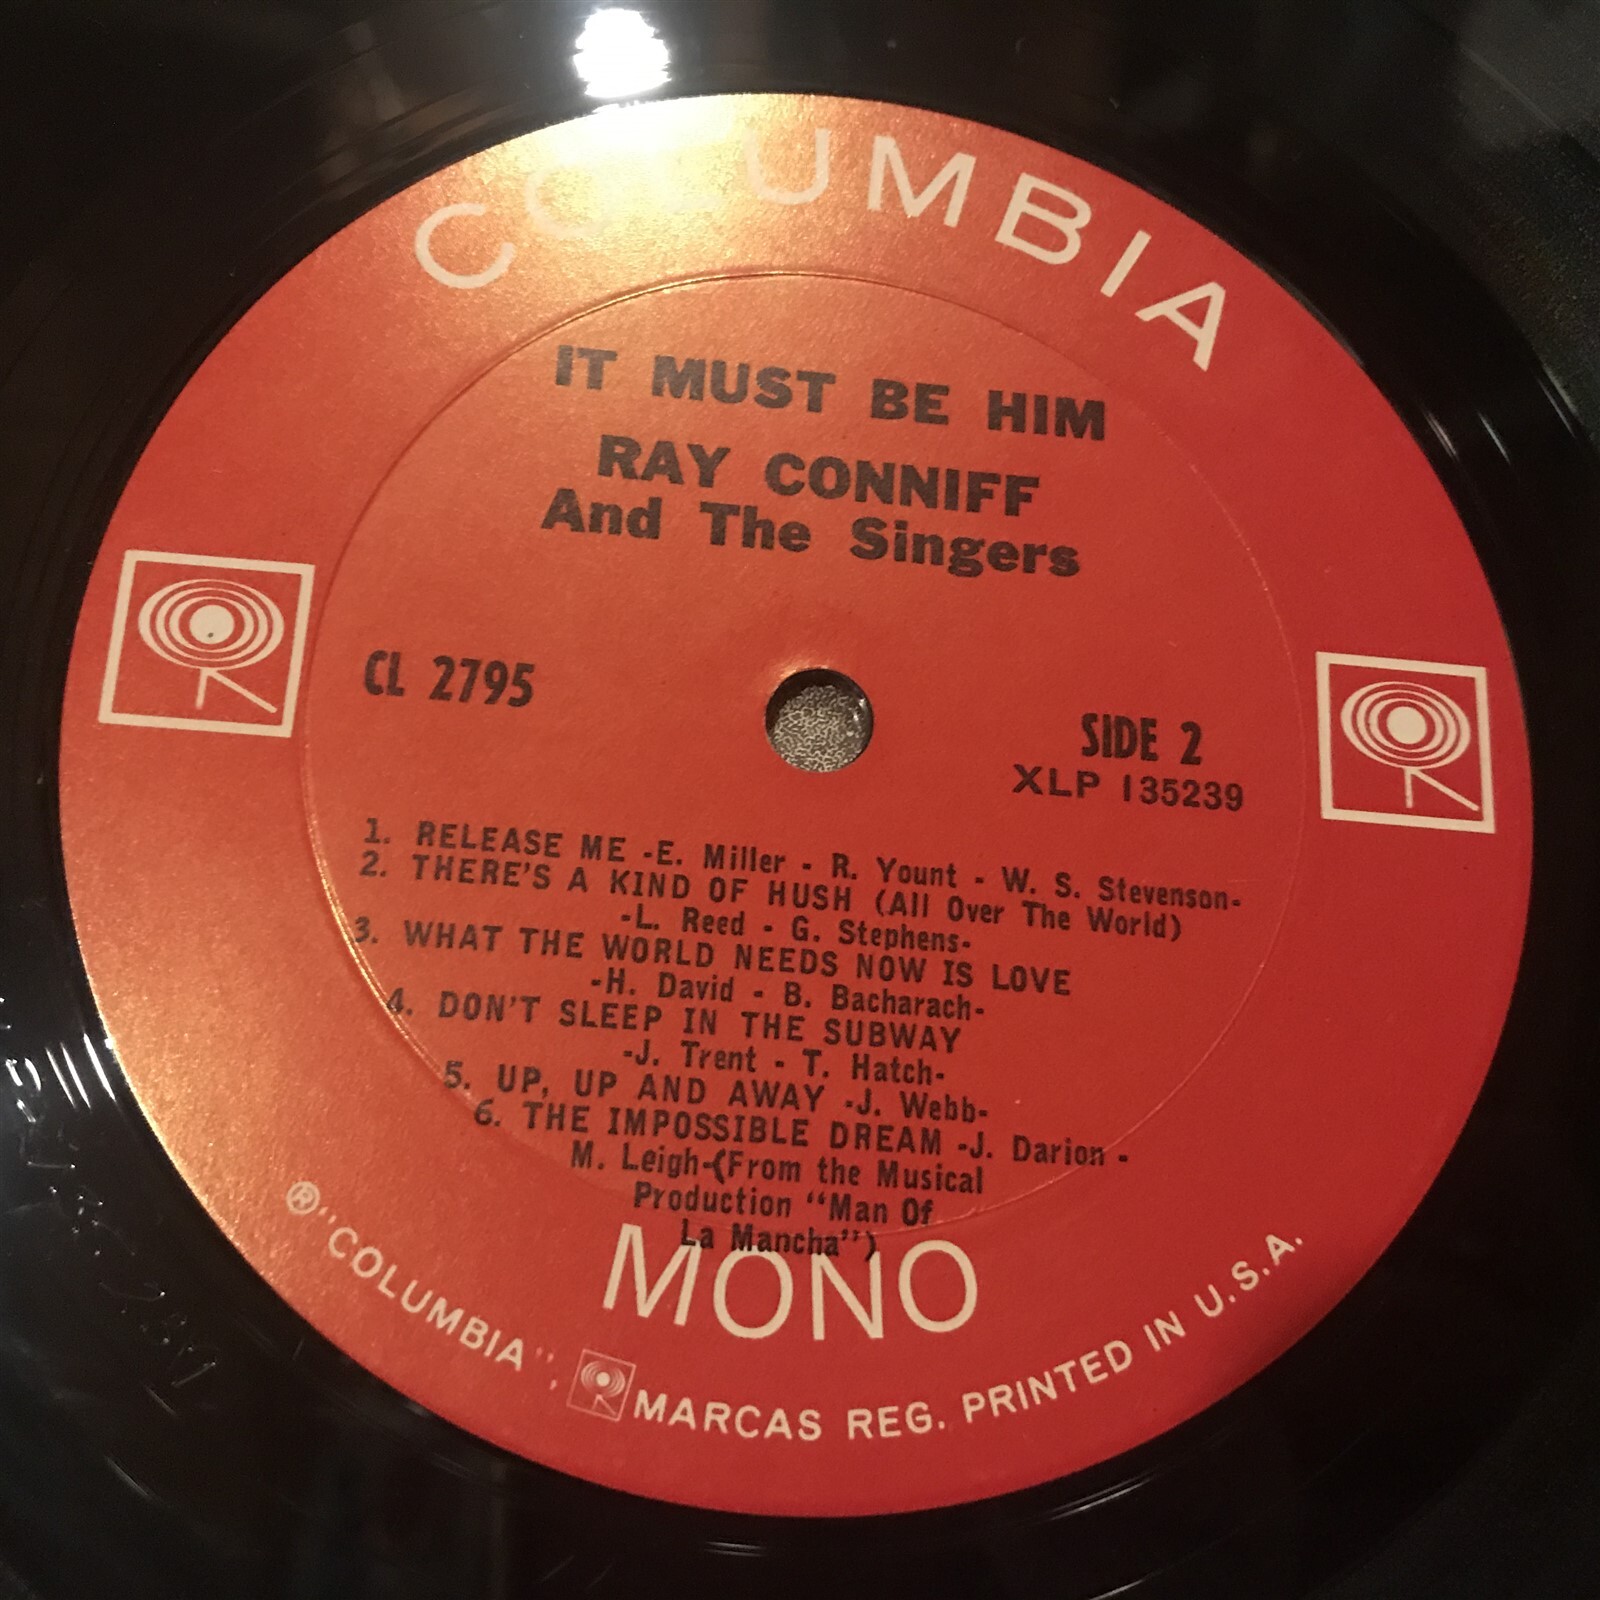 COLUMBIA
IT MUST BE HIM
RAY CONNIFF
And The Singers
CL 2795
SIDE 2
XLP 135239
1. RELEASE ME -E. Miller - R. Yount - W. S. Stevenson-
2. THERE'S A KIND OF HUSH (All Over The World)
-L. Reed - G. Stephens-
3. WHAT THE WORLD NEEDS NOW IS LOVE
-H. David - B. Bacharach-
4. DON'T SLEEP IN THE SUBWAY
-J. Trent - T. Hatch-
5. UP, UP AND AWAY -J. Webb-
6. THE IMPOSSIBLE DREAM -J. Darion -
M. Leigh-(From the Musical
Production "Man Of
La Mancha")
MONO
® "COLUMBIA", MARCAS REG. PRINTED IN U.S.A.